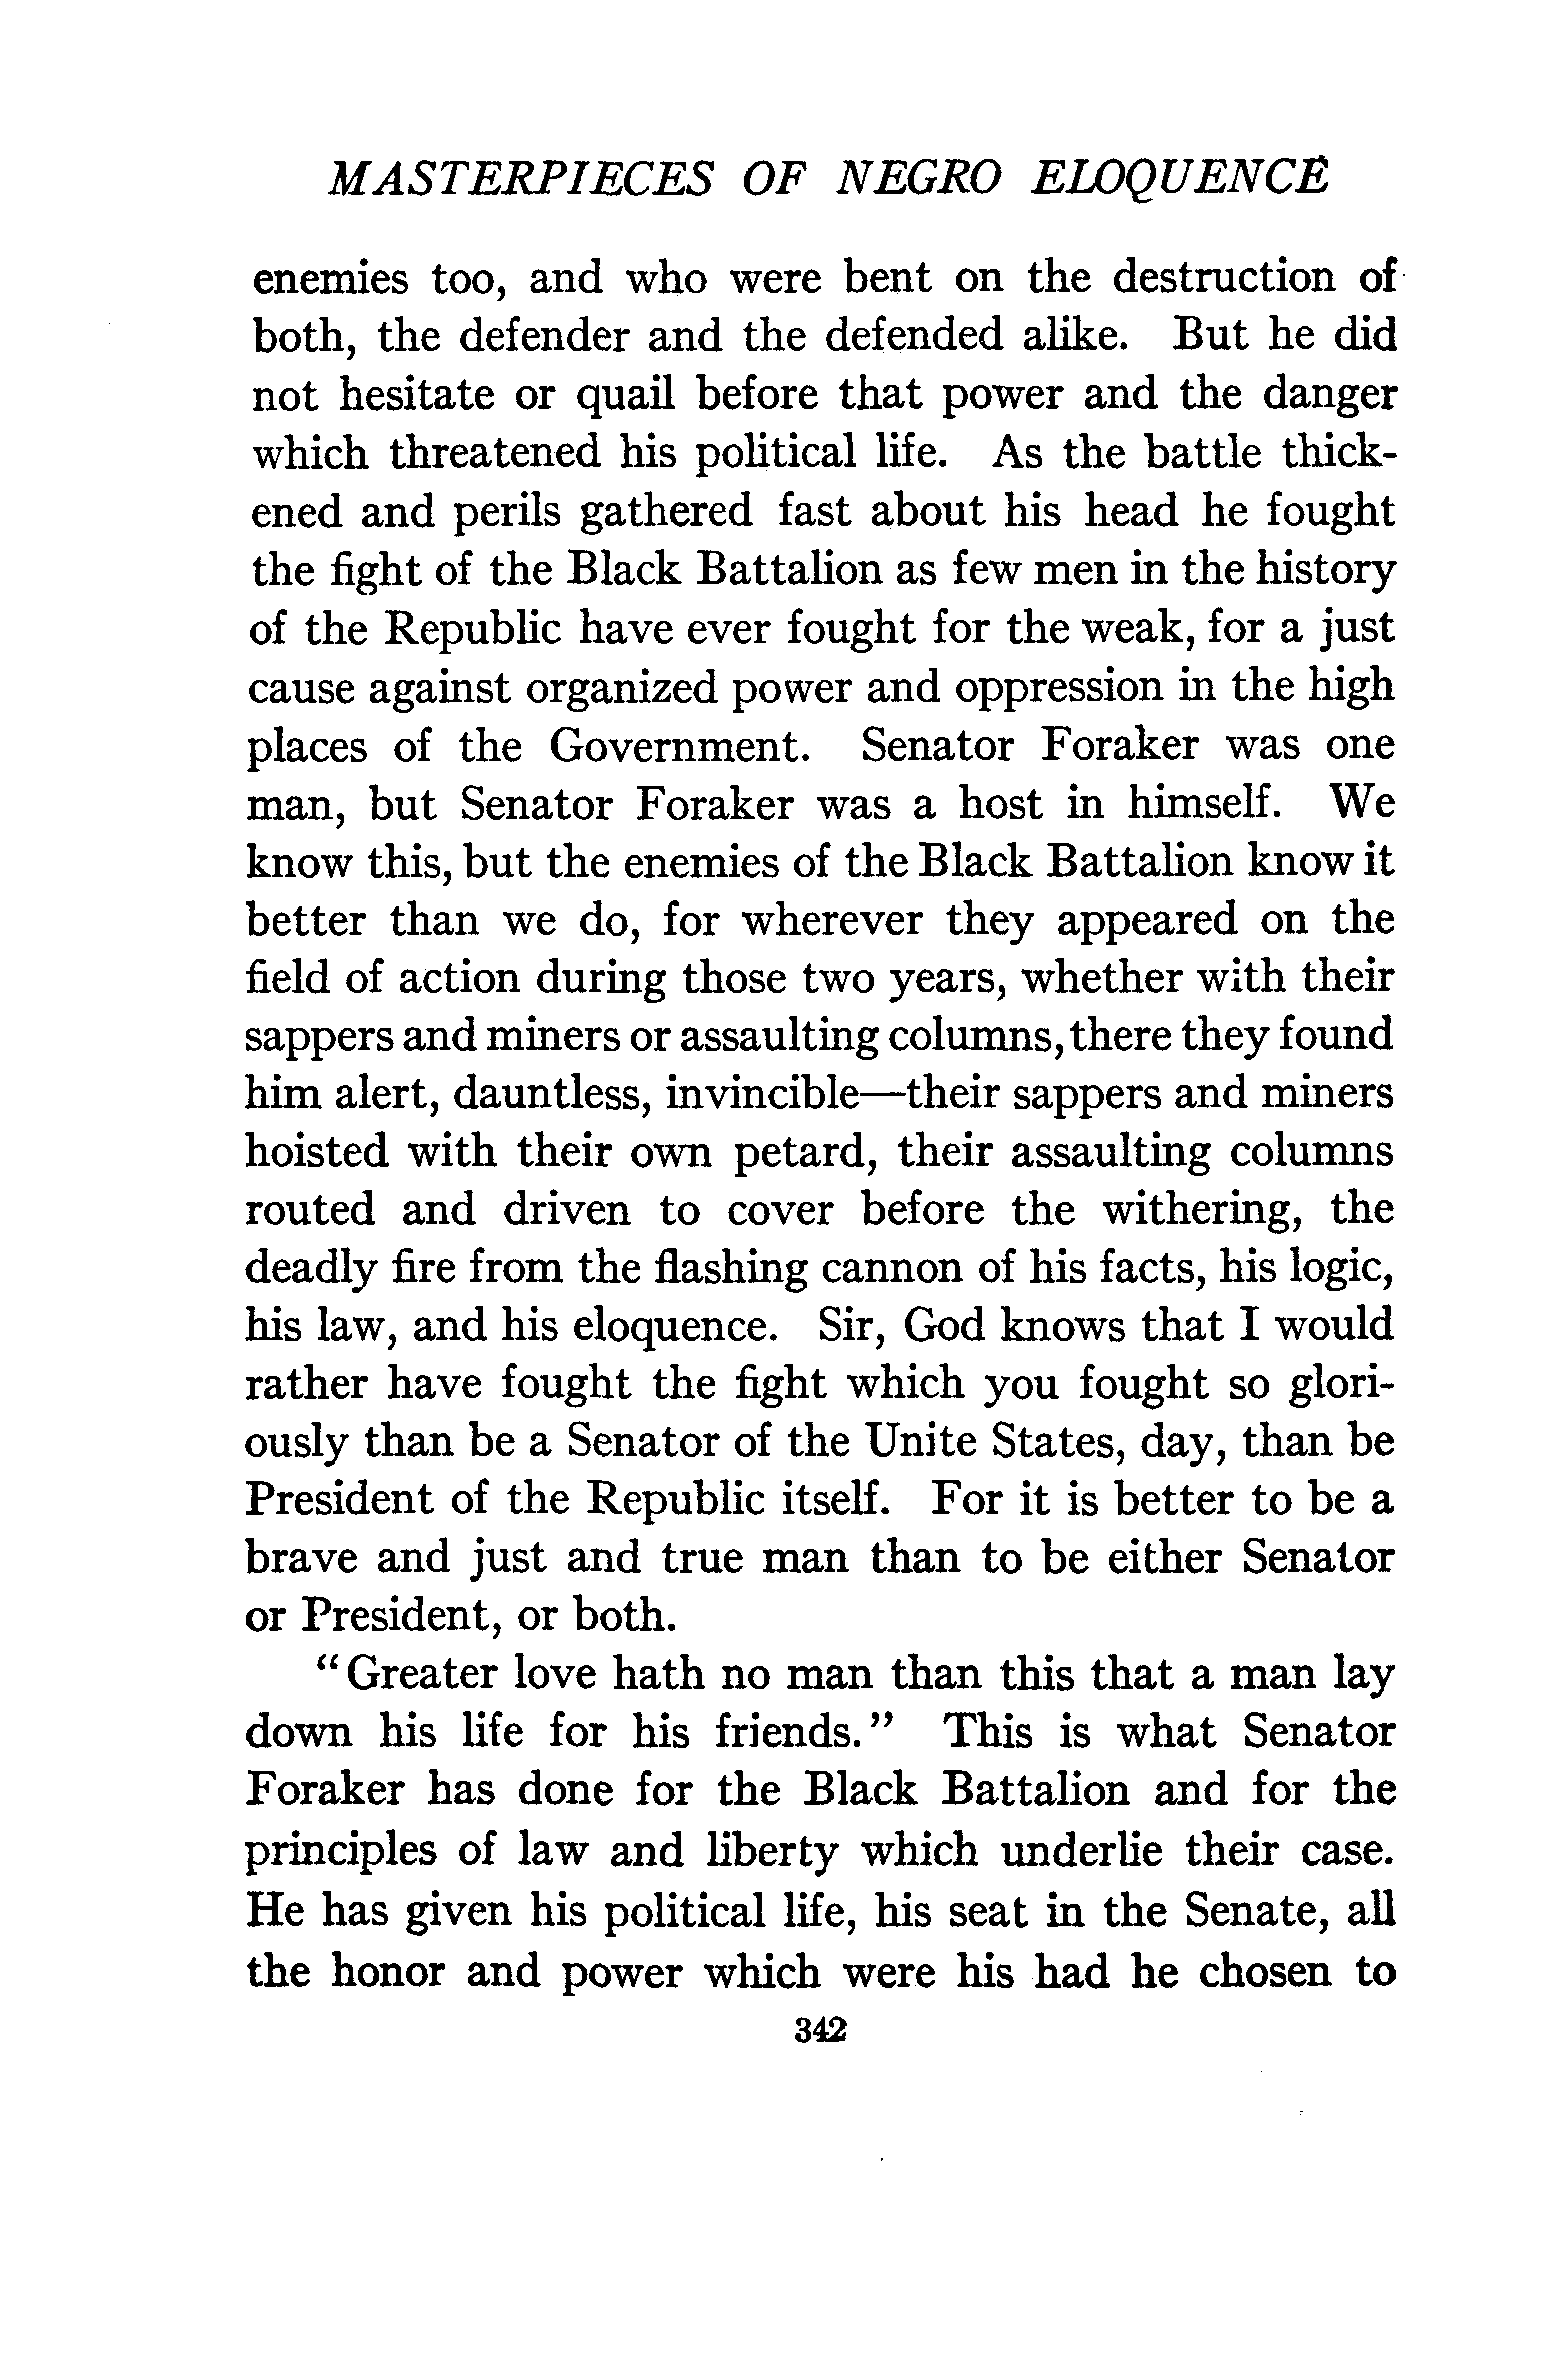 MASTERPIECES OF NEGRO ELOQUENCE
enemies too, and who were bent on the destruction of
both, the defender and the defended alike. But he did
not hesitate or quail before that power and the danger
which threatened his political life. As the battle thick-
ened and perils gathered fast about his head he fought
the fight of the Black Battalion as few men in the history
of the Republic have ever fought for the weak, for a just
cause against organized power and oppression in the high
places of the Government. Senator Foraker was one
man, but Senator Foraker was a host in himself. We
know this, but the enemies of the Black Battalion know it
better than we do, for wherever they appeared on the
field of action during those two years, whether with their
sappers and miners or assaulting columns, there they found
him alert, dauntless, invincible—their sappers and miners
hoisted with their own petard, their assaulting columns
routed and driven to cover before the withering, the
deadly fire from the flashing cannon of his facts, his logic,
his law, and his eloquence. Sir, God knows that I would
rather have fought the fight which you fought so glori-
ously than be a Senator of the Unite States, day, than be
President of the Republic itself. For it is better to be a
brave and just and true man than to be either Senator
or President, or both.
"Greater love hath no man than this that a man lay
down his life for his friends." This is what Senator
Foraker has done for the Black Battalion and for the
principles of law and liberty which underlie their case.
He has given his political life, his seat in the Senate, all
the honor and power which were his had he chosen to
342